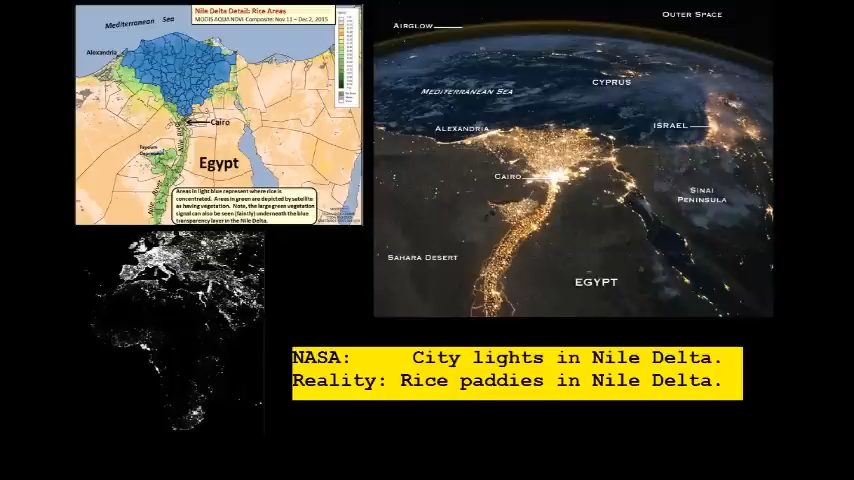 Nile Delta Detail: Rice Areas
MODIS AQUA NDVI Composite: Nov 11 – Dec 2, 2015
Mediterranean Sea
Alexandria
Cairo
Nile River
Egypt
Areas in light blue represent where rice is
concentrated. Areas in green are depicted by satellite
as having vegetation. Note, the large green vegetation
signal can also be seen (faintly) underneath the blue
transparency layer in the Nile Delta.
OUTER SPACE
AIRGLOW
CYPRUS
MEDITERRANEAN SEA
ALEXANDRIA
ISRAEL
CAIRO
SINAI
PENINSULA
SAHARA DESERT
EGYPT
NASA: City lights in Nile Delta.
Reality: Rice paddies in Nile Delta.